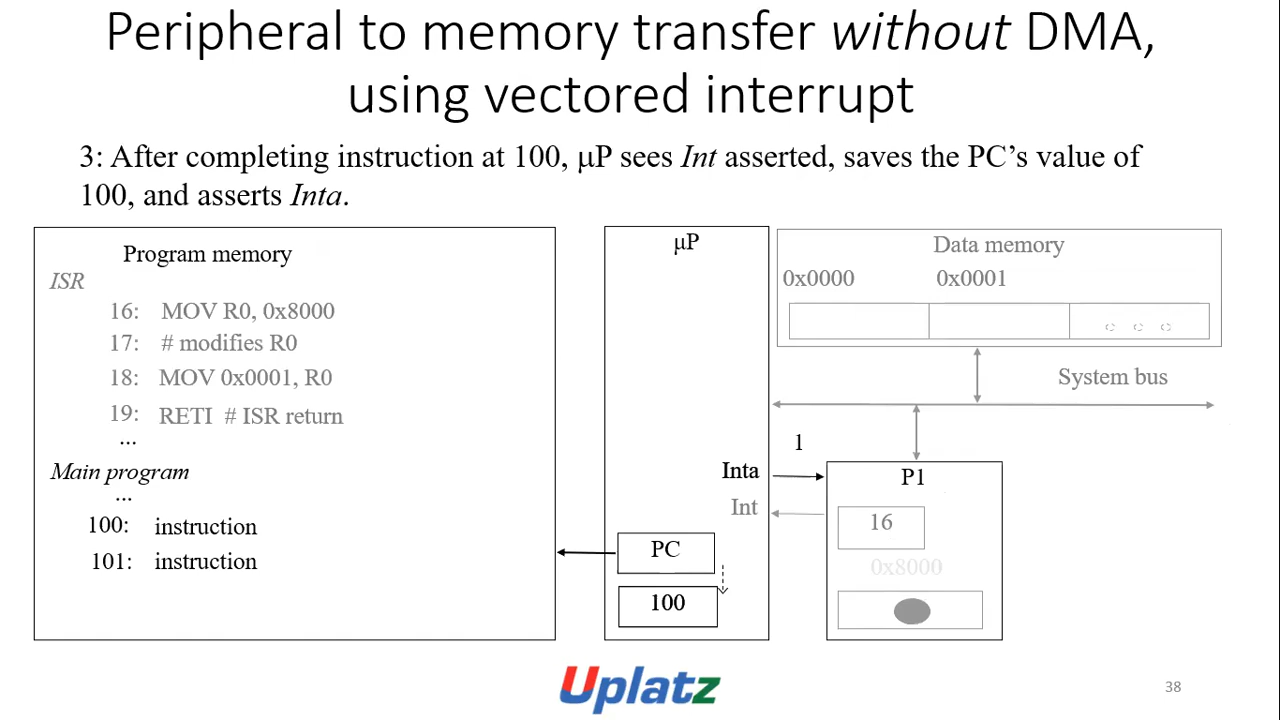 Peripheral to memory transfer without DMA,
using vectored interrupt
3: After completing instruction at 100, μP sees Int asserted, saves the PC’s value of
100, and asserts Inta.
Program memory
ISR
16: MOV R0, 0x8000
17: # modifies R0
18: MOV 0x0001, R0
19: RETI # ISR return
...
Main program
...
100: instruction
101: instruction
μP
Inta
Int
PC
100
1
Data memory
0x0000 0x0001
System bus
P1
16
0x8000
Uplatz
38